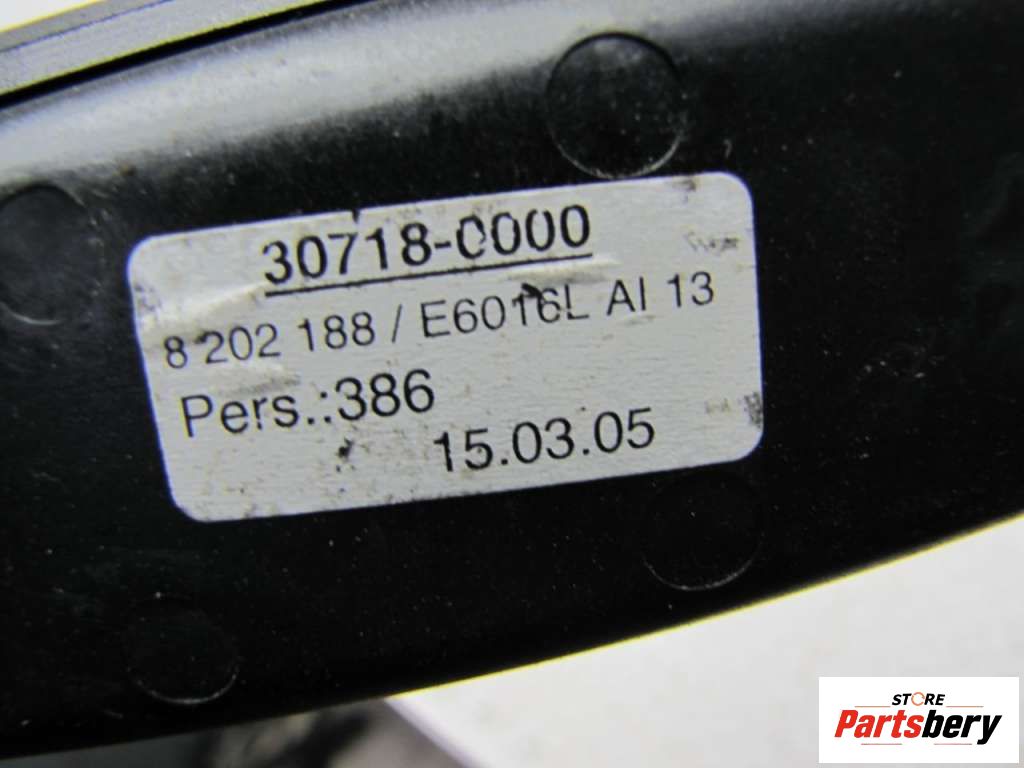 30718-0000
8 202 188 / E6016L AI 13
Pers.:386
15.03.05
STORE
Partsbery